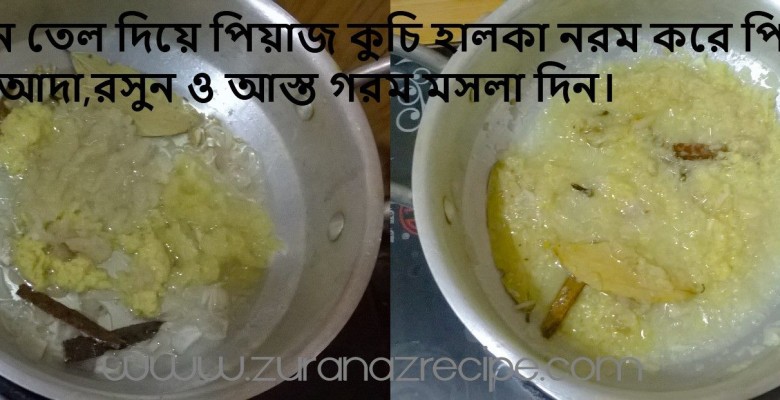 তেল দিয়ে পিয়াজ কুচি হালকা নরম করে
আদা,রসুন ও আস্ত গরম মসলা দিন।
www.zuranazrecipe.com